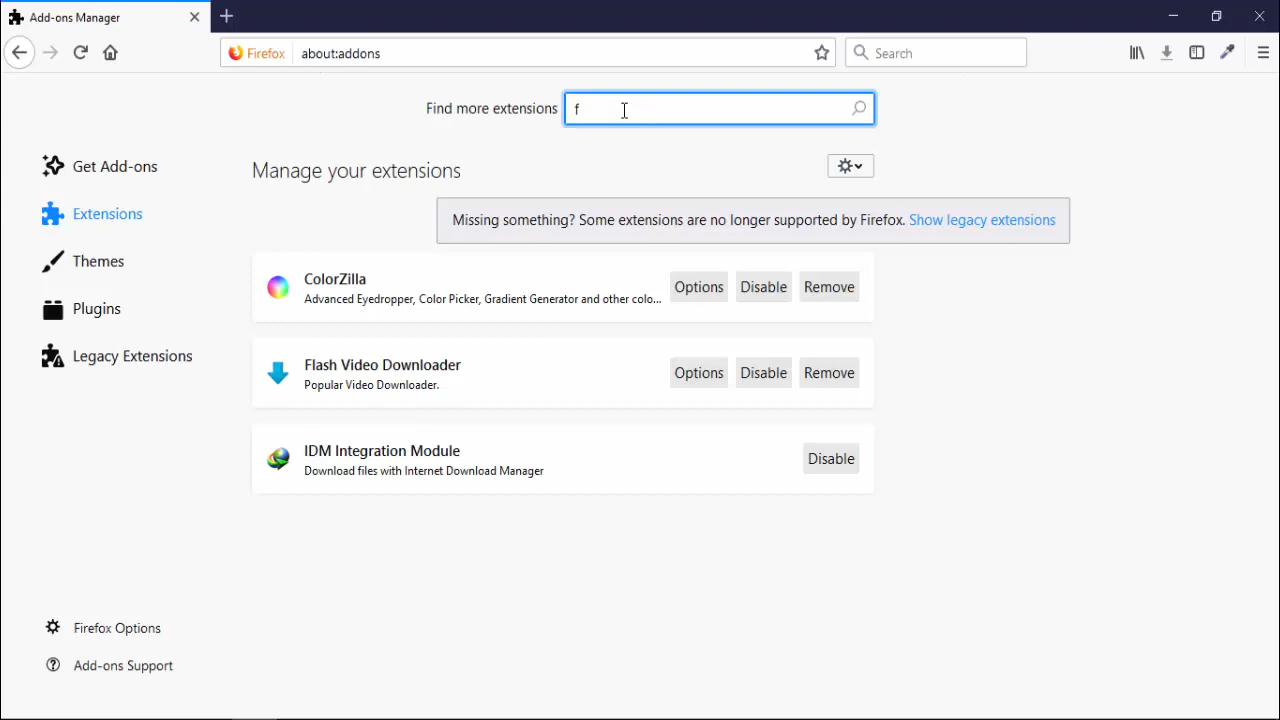 Add-ons Manager
Firefox about:addons Search
Find more extensions f
Get Add-ons
Extensions
Themes
Plugins
Legacy Extensions
Manage your extensions
Missing something? Some extensions are no longer supported by Firefox. Show legacy extensions
ColorZilla
Advanced Eyedropper, Color Picker, Gradient Generator and other colo...
Options Disable Remove
Flash Video Downloader
Popular Video Downloader.
Options Disable Remove
IDM Integration Module
Download files with Internet Download Manager
Disable
Firefox Options
Add-ons Support